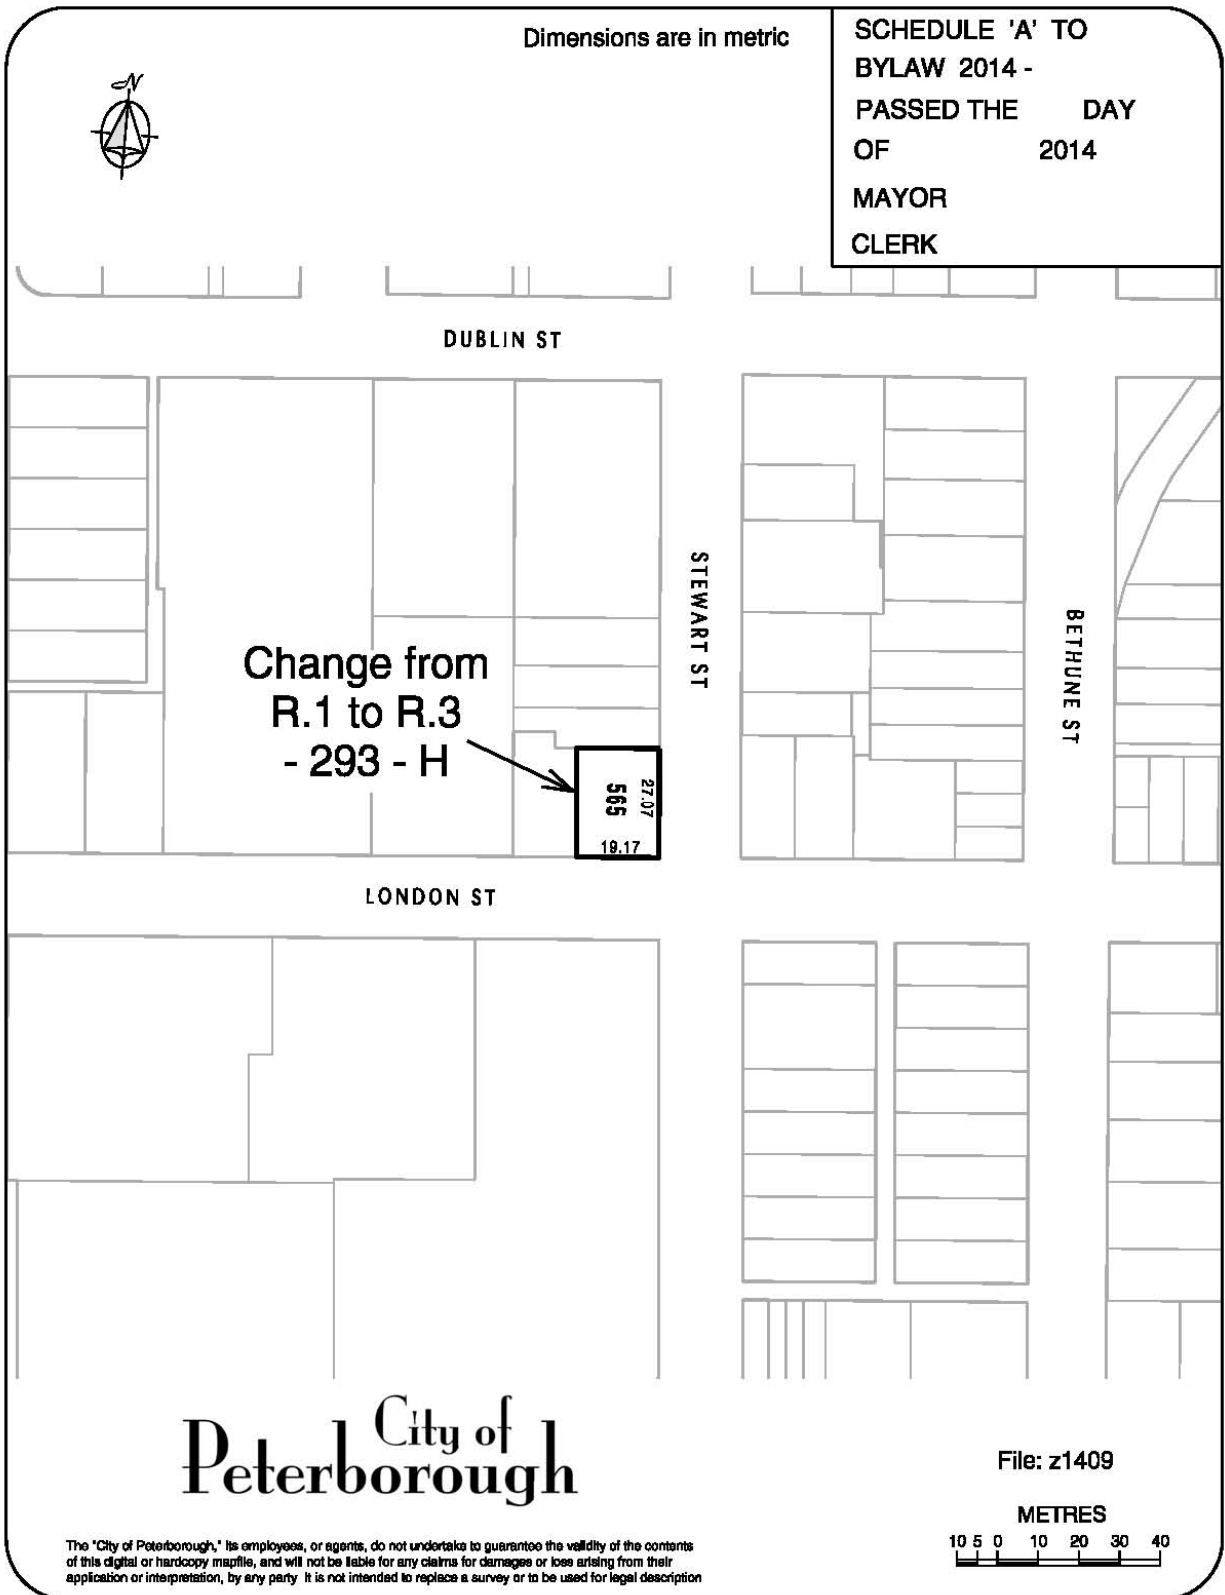 Dimensions are in metric
SCHEDULE 'A' TO
BYLAW 2014 -
PASSED THE DAY
OF 2014
MAYOR
CLERK
N
DUBLIN ST
STEWART ST
BETHUNE ST
Change from
R.1 to R.3
- 293 - H
565
27.07
19.17
LONDON ST
City of
Peterborough
File: z1409
METRES
10 5 0 10 20 30 40
The "City of Peterborough," its employees, or agents, do not undertake to guarantee the validity of the contents
of this digital or hardcopy mapfile, and will not be liable for any claims for damages or loss arising from their
application or interpretation, by any party It is not intended to replace a survey or to be used for legal description